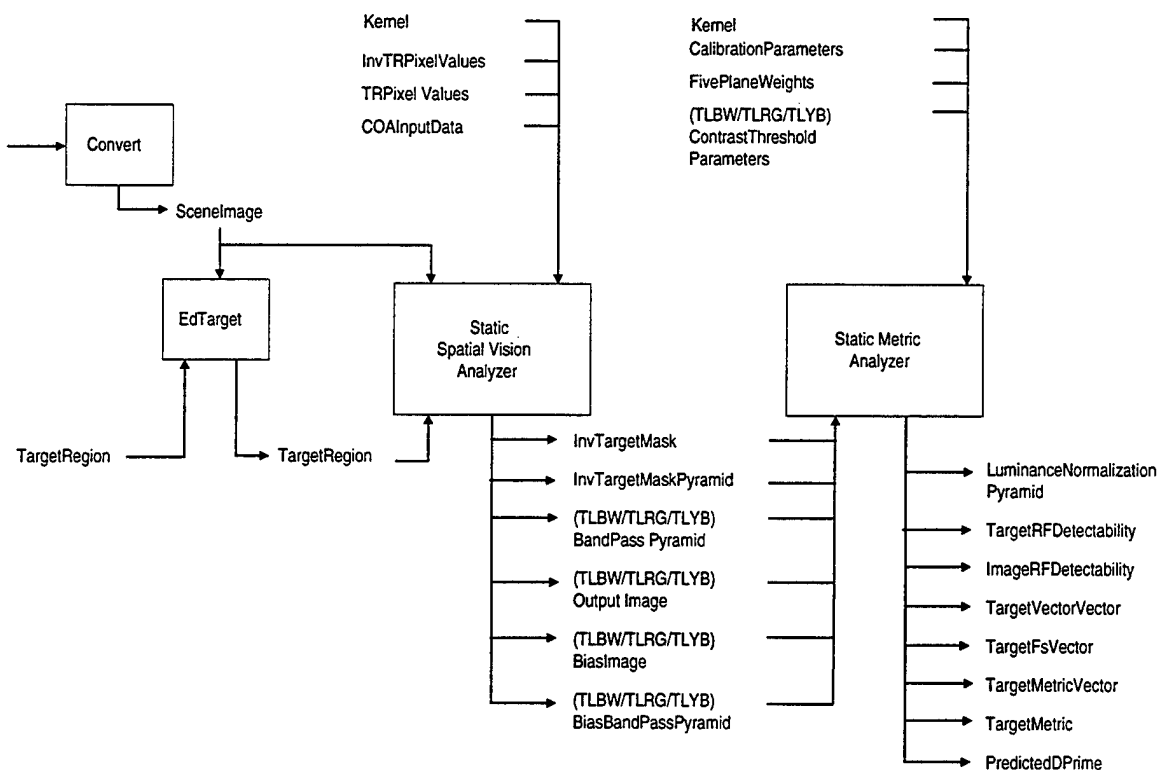 Kernel
InvTRPixelValues
TRPixel Values
COAInputData
Kernel
CalibrationParameters
FivePlaneWeights
(TLBW/TLRG/TLYB)
ContrastThreshold
Parameters
Convert
SceneImage
EdTarget
Static
Spatial Vision
Analyzer
Static Metric
Analyzer
TargetRegion
TargetRegion
InvTargetMask
InvTargetMaskPyramid
(TLBW/TLRG/TLYB)
BandPass Pyramid
(TLBW/TLRG/TLYB)
Output Image
(TLBW/TLRG/TLYB)
BiasImage
(TLBW/TLRG/TLYB)
BiasBandPassPyramid
LuminanceNormalization
Pyramid
TargetRFDetectability
ImageRFDetectability
TargetVectorVector
TargetFsVector
TargetMetricVector
TargetMetric
PredictedDPrime